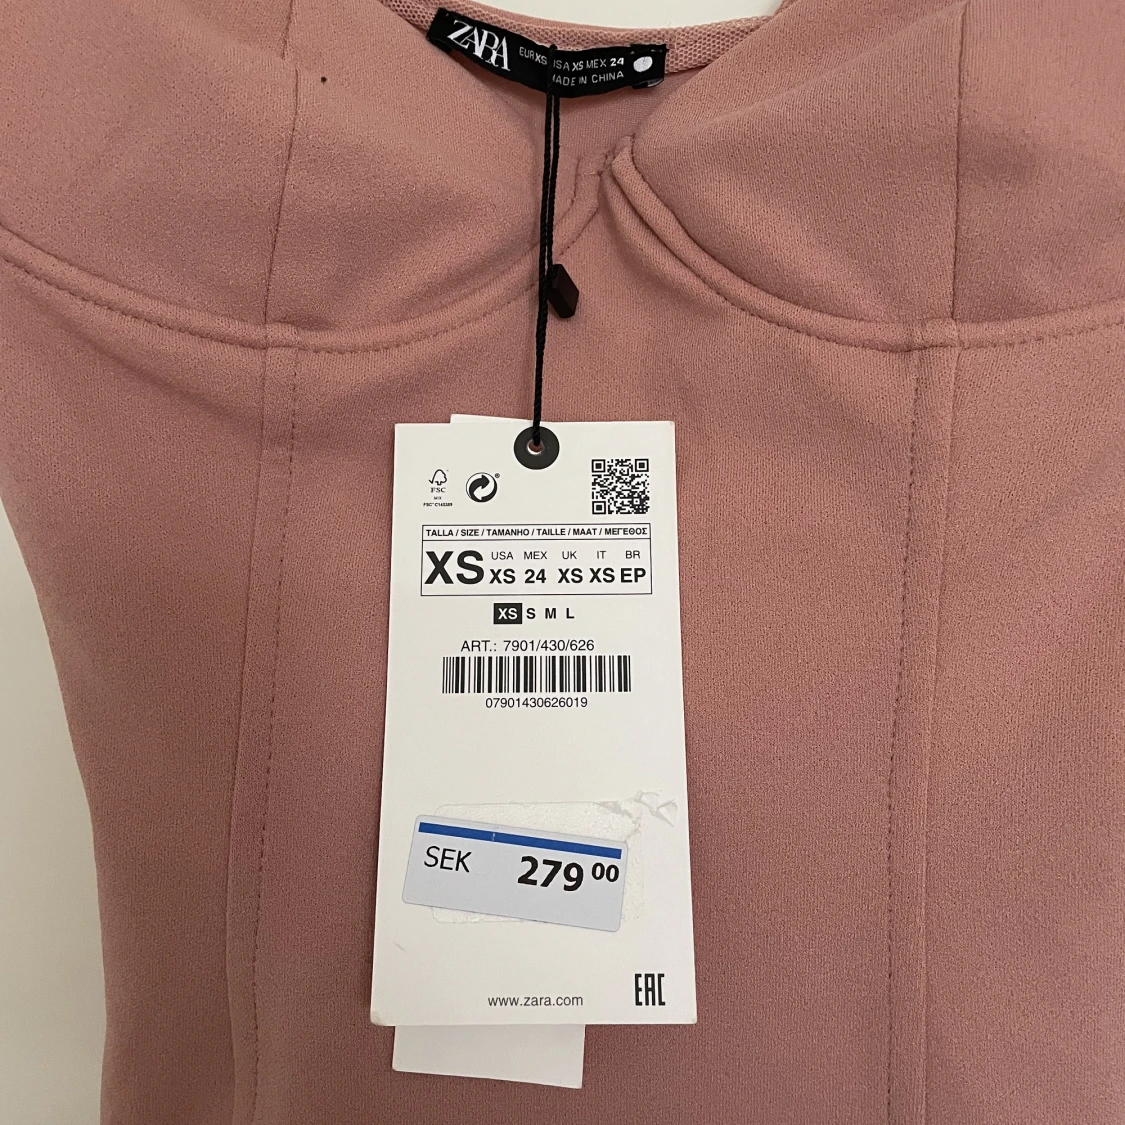 ZARA
EUR XS USA XS MEX 24
MADE IN CHINA
FSC
MIX
TALLA / SIZE / TAMANHO / TAILLE / MAAT / ΜΕΓΕΘΟΣ
XS
USA MEX UK IT BR
XS 24 XS XS EP
XS S M L
ART.: 7901/430/626
07901430626019
SEK 279 00
www.zara.com
EAC